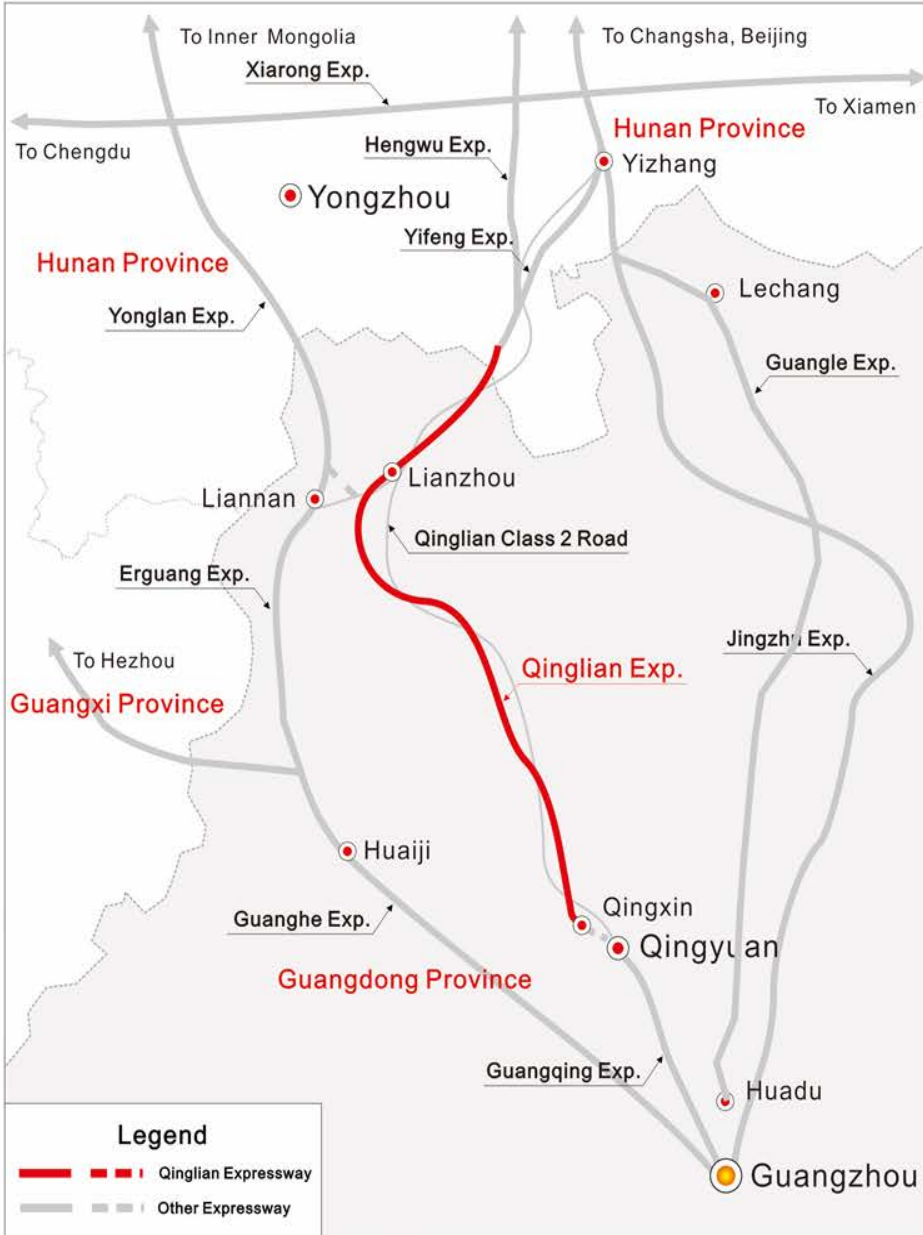 To Inner Mongolia
To Changsha, Beijing
Xiarong Exp.
To Xiamen
To Chengdu
Hengwu Exp.
Hunan Province
Yizhang
Yongzhou
Yifeng Exp.
Hunan Province
Lechang
Yonglan Exp.
Guangle Exp.
Lianzhou
Liannan
Qinglian Class 2 Road
Erguang Exp.
Jingzhu Exp.
To Hezhou
Qinglian Exp.
Guangxi Province
Huaiji
Qingxin
Guanghe Exp.
Qingyuan
Guangdong Province
Guangqing Exp.
Huadu
Legend
Qinglian Expressway
Guangzhou
Other Expressway